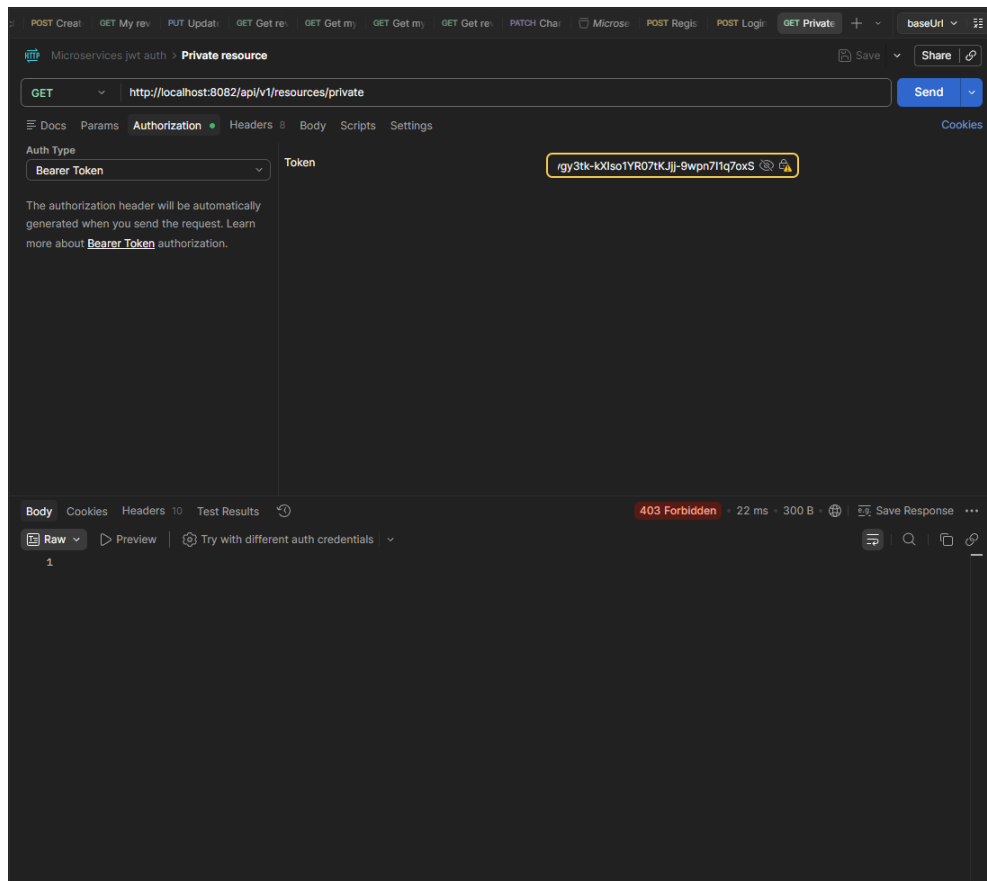 POST Creat GET My rev PUT Updat GET Get rev GET Get my GET Get my GET Get rev PATCH Char Microse POST Regis POST Login GET Private baseUrl
HTTP Microservices jwt auth > Private resource Save Share
GET http://localhost:8082/api/v1/resources/private Send
Docs Params Authorization Headers 8 Body Scripts Settings Cookies
Auth Type
Bearer Token
Token
gy3tk-kXIso1YR07tKJjj-9wpn7I1q7oxS
The authorization header will be automatically
generated when you send the request. Learn
more about Bearer Token authorization.
Body Cookies Headers 10 Test Results 403 Forbidden 22 ms 300 B e.g. Save Response
Raw Preview Try with different auth credentials
1